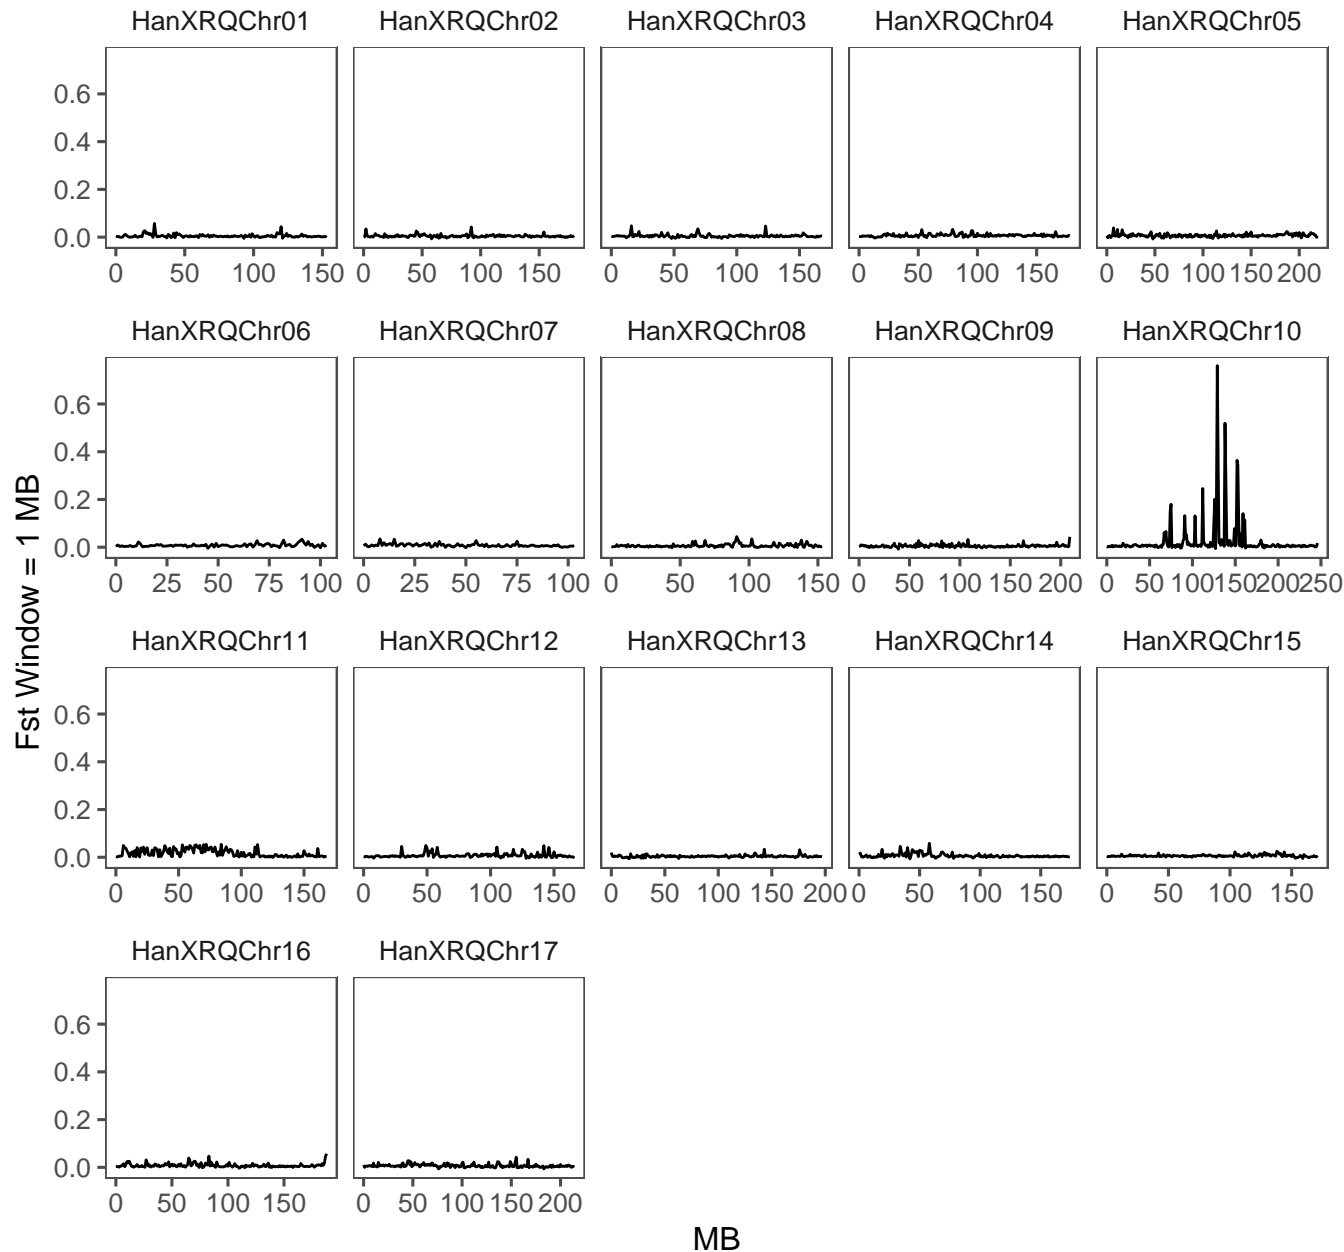 HanXRQChr01 HanXRQChr02 HanXRQChr03 HanXRQChr04 HanXRQChr05
0.6
0.4
0.2
0.0
0 50 100 150 0 50 100 150 0 50 100 150 0 50 100 150 0 50 100 150 200
HanXRQChr06 HanXRQChr07 HanXRQChr08 HanXRQChr09 HanXRQChr10
0.6
0.4
0.2
0.0
0 25 50 75 100 0 25 50 75 100 0 50 100 150 0 50 100 150 200 0 50 100 150 200 250
Fst Window = 1 MB
HanXRQChr11 HanXRQChr12 HanXRQChr13 HanXRQChr14 HanXRQChr15
0.6
0.4
0.2
0.0
0 50 100 150 0 50 100 150 0 50 100 150 200 0 50 100 150 0 50 100 150
HanXRQChr16 HanXRQChr17
0.6
0.4
0.2
0.0
0 50 100 150 0 50 100 150 200
MB